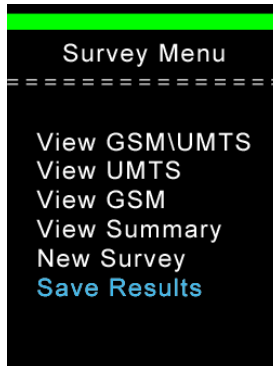 Survey Menu
===============
View GSM\UMTS
View UMTS
View GSM
View Summary
New Survey
Save Results